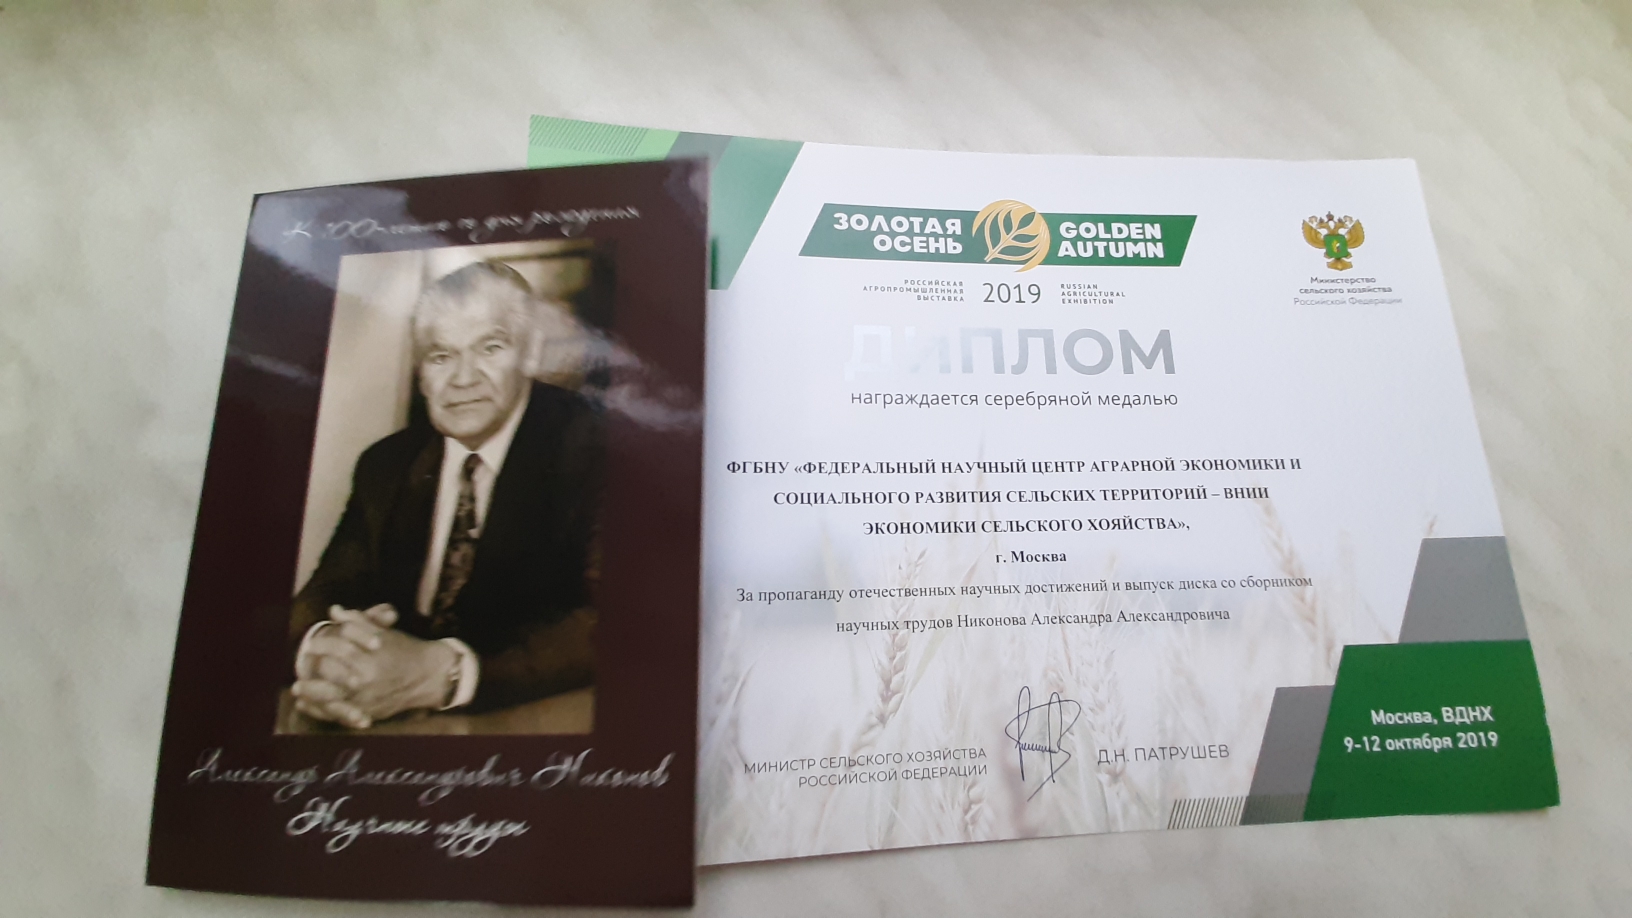 К 100-летию со дня рождения
Александр Александрович Никонов
Научные труды
ЗОЛОТАЯ
ОСЕНЬ
GOLDEN
AUTUMN
РОССИЙСКАЯ
АГРОПРОМЫШЛЕННАЯ
ВЫСТАВКА
2019
RUSSIAN
AGRICULTURAL
EXHIBITION
Министерство
сельского хозяйства
Российской Федерации
ДИПЛОМ
награждается серебряной медалью
ФГБНУ «ФЕДЕРАЛЬНЫЙ НАУЧНЫЙ ЦЕНТР АГРАРНОЙ ЭКОНОМИКИ И
СОЦИАЛЬНОГО РАЗВИТИЯ СЕЛЬСКИХ ТЕРРИТОРИЙ – ВНИИ
ЭКОНОМИКИ СЕЛЬСКОГО ХОЯЙСТВА»,
г. Москва
За пропаганду отечественных научных достижений и выпуск диска со сборником
научных трудов Никонова Александра Александровича
МИНИСТР СЕЛЬСКОГО ХОЗЯЙСТВА
РОССИЙСКОЙ ФЕДЕРАЦИИ
Д.Н. ПАТРУШЕВ
Москва, ВДНХ
9-12 октября 2019